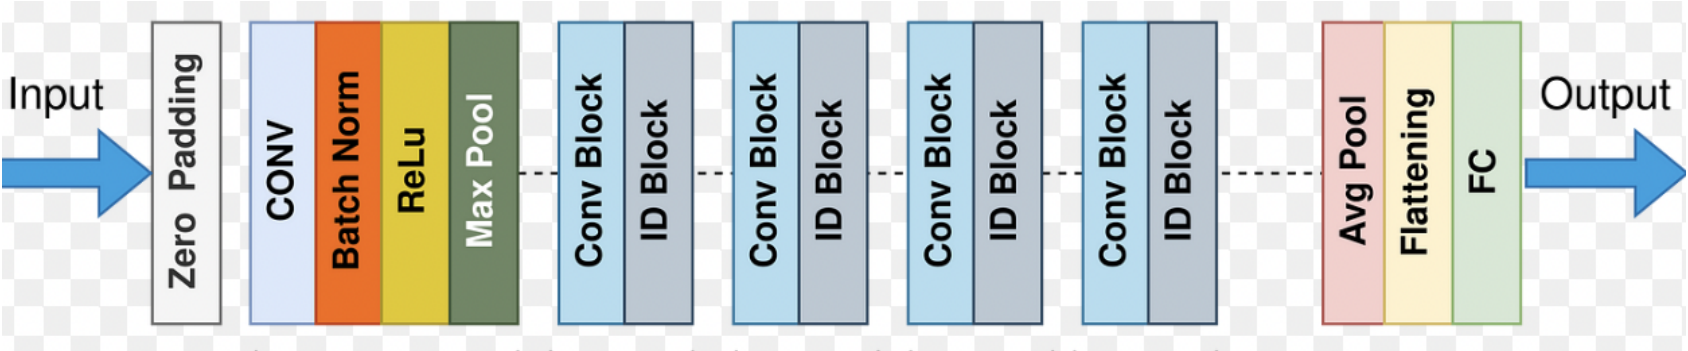 Input
Zero Padding
CONV
Batch Norm
ReLu
Max Pool
Conv Block
ID Block
Conv Block
ID Block
Conv Block
ID Block
Conv Block
ID Block
Avg Pool
Flattening
FC
Output